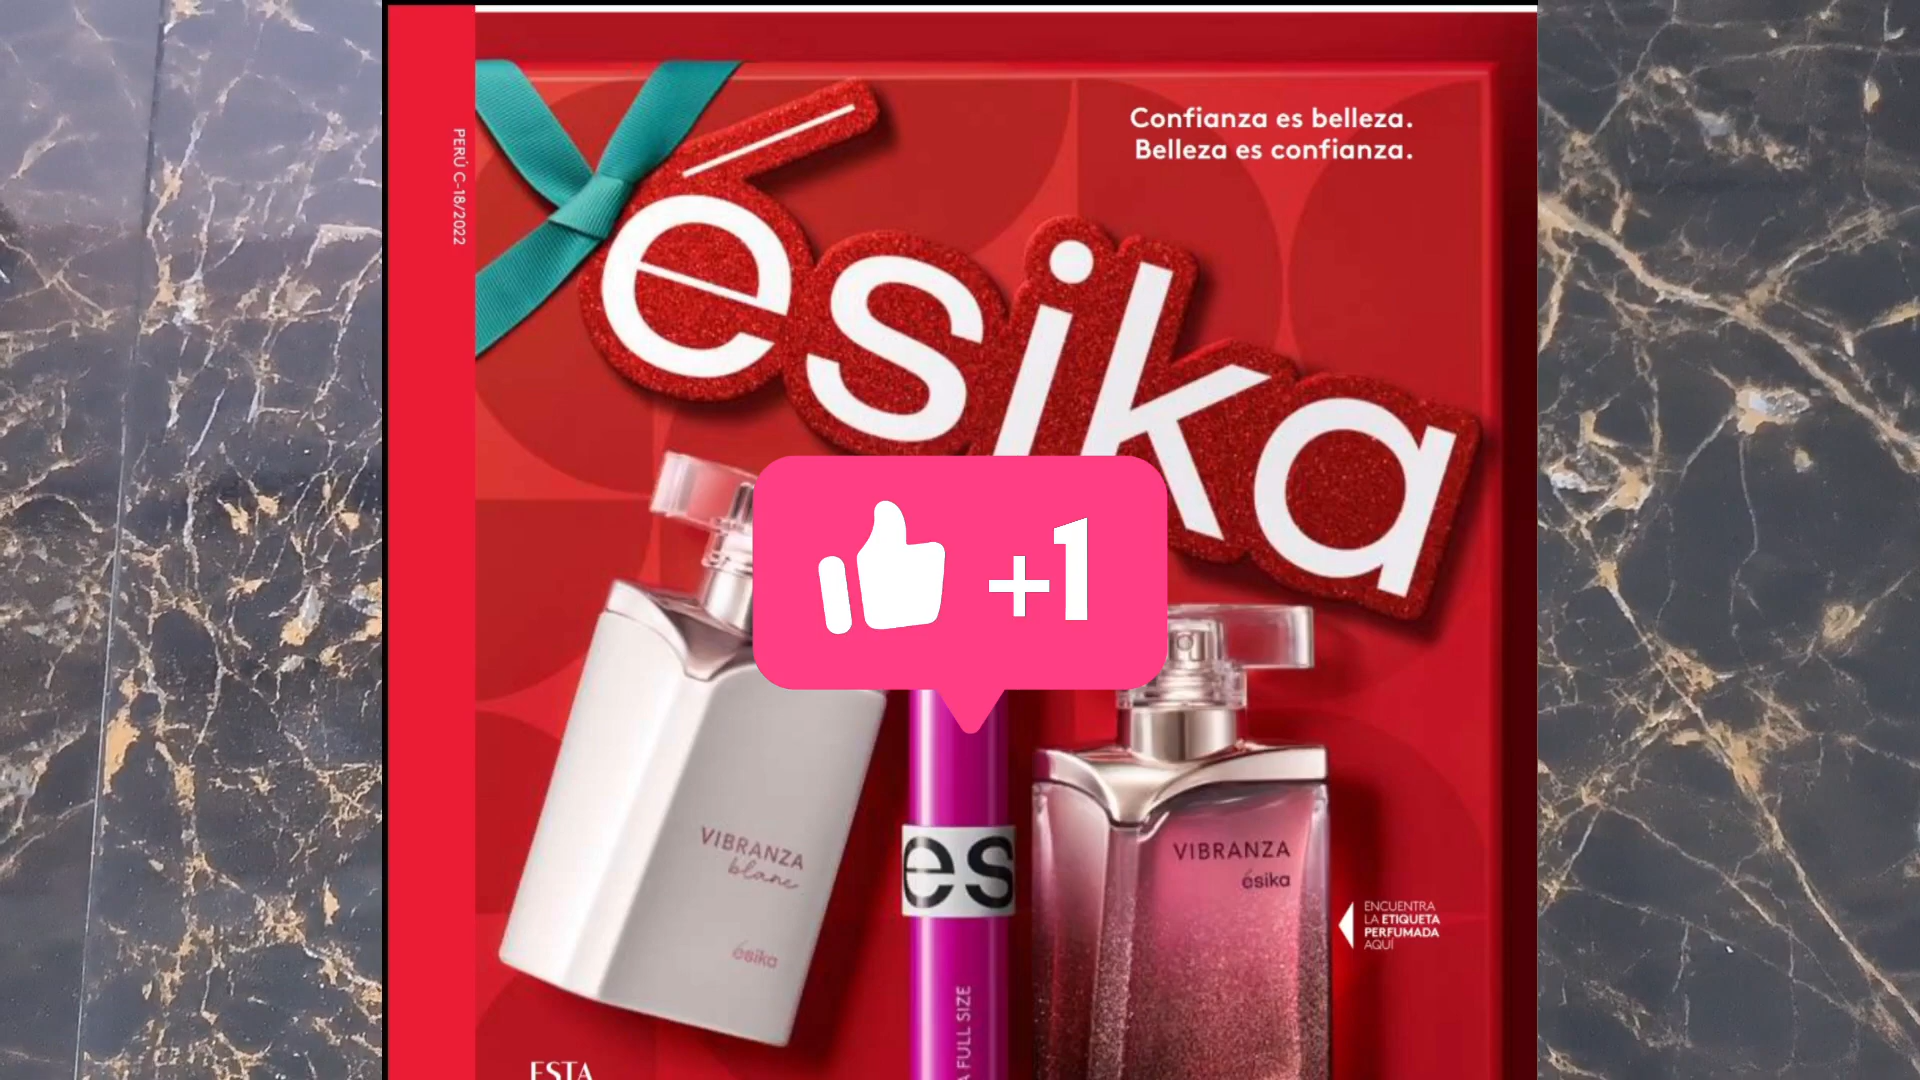 PERÚ C-18/2022
Confianza es belleza.
Belleza es confianza.
ésika
+1
VIBRANZA
blanc
ésika
es
A FULL SIZE
VIBRANZA
ésika
ENCUENTRA
LA ETIQUETA
PERFUMADA
AQUÍ
ESTA